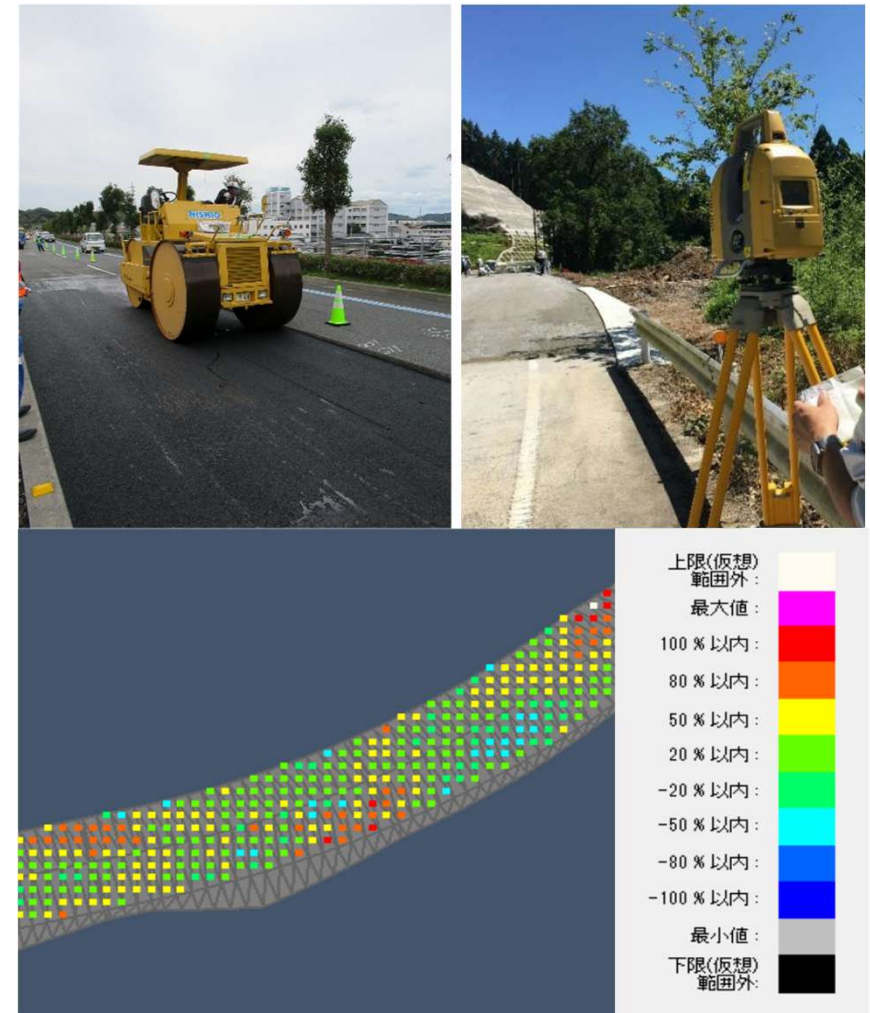 NISHIO
上限(仮想)
範囲外 :
最大値 :
100 % 以内 :
80 % 以内 :
50 % 以内 :
20 % 以内 :
-20 % 以内 :
-50 % 以内 :
-80 % 以内 :
-100 % 以内 :
最小値 :
下限(仮想)
範囲外: